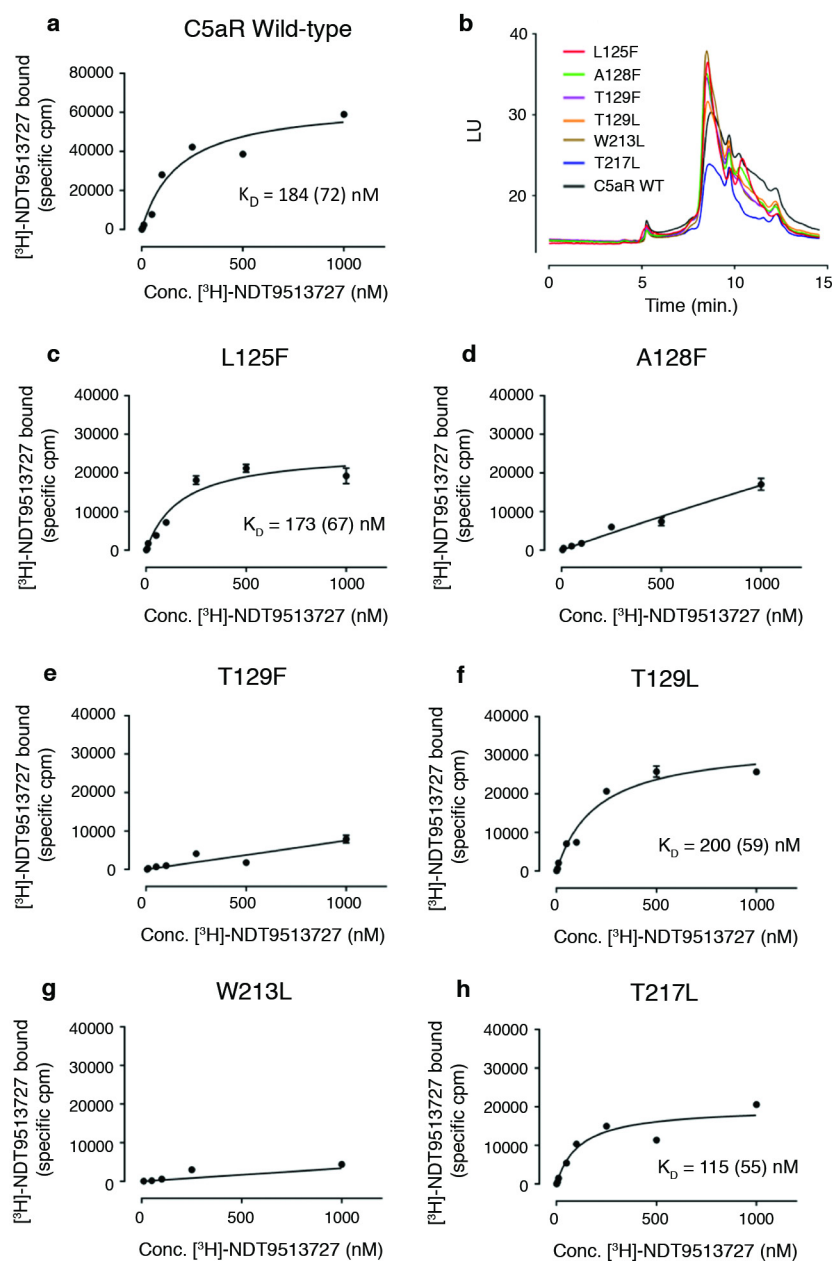 a
C5aR Wild-type
[³H]-NDT9513727 bound
(specific cpm)
80000
60000
40000
20000
0
K_D = 184 (72) nM
0
500
1000
Conc. [³H]-NDT9513727 (nM)
b
LU
40
30
20
L125F
A128F
T129F
T129L
W213L
T217L
C5aR WT
0
5
10
15
Time (min.)
c
L125F
[³H]-NDT9513727 bound
(specific cpm)
40000
30000
20000
10000
0
K_D = 173 (67) nM
0
500
1000
Conc. [³H]-NDT9513727 (nM)
d
A128F
[³H]-NDT9513727 bound
(specific cpm)
40000
30000
20000
10000
0
0
500
1000
Conc. [³H]-NDT9513727 (nM)
e
T129F
[³H]-NDT9513727 bound
(specific cpm)
40000
30000
20000
10000
0
0
500
1000
Conc. [³H]-NDT9513727 (nM)
f
T129L
[³H]-NDT9513727 bound
(specific cpm)
40000
30000
20000
10000
0
K_D = 200 (59) nM
0
500
1000
Conc. [³H]-NDT9513727 (nM)
g
W213L
[³H]-NDT9513727 bound
(specific cpm)
40000
30000
20000
10000
0
0
500
1000
Conc. [³H]-NDT9513727 (nM)
h
T217L
[³H]-NDT9513727 bound
(specific cpm)
40000
30000
20000
10000
0
K_D = 115 (55) nM
0
500
1000
Conc. [³H]-NDT9513727 (nM)